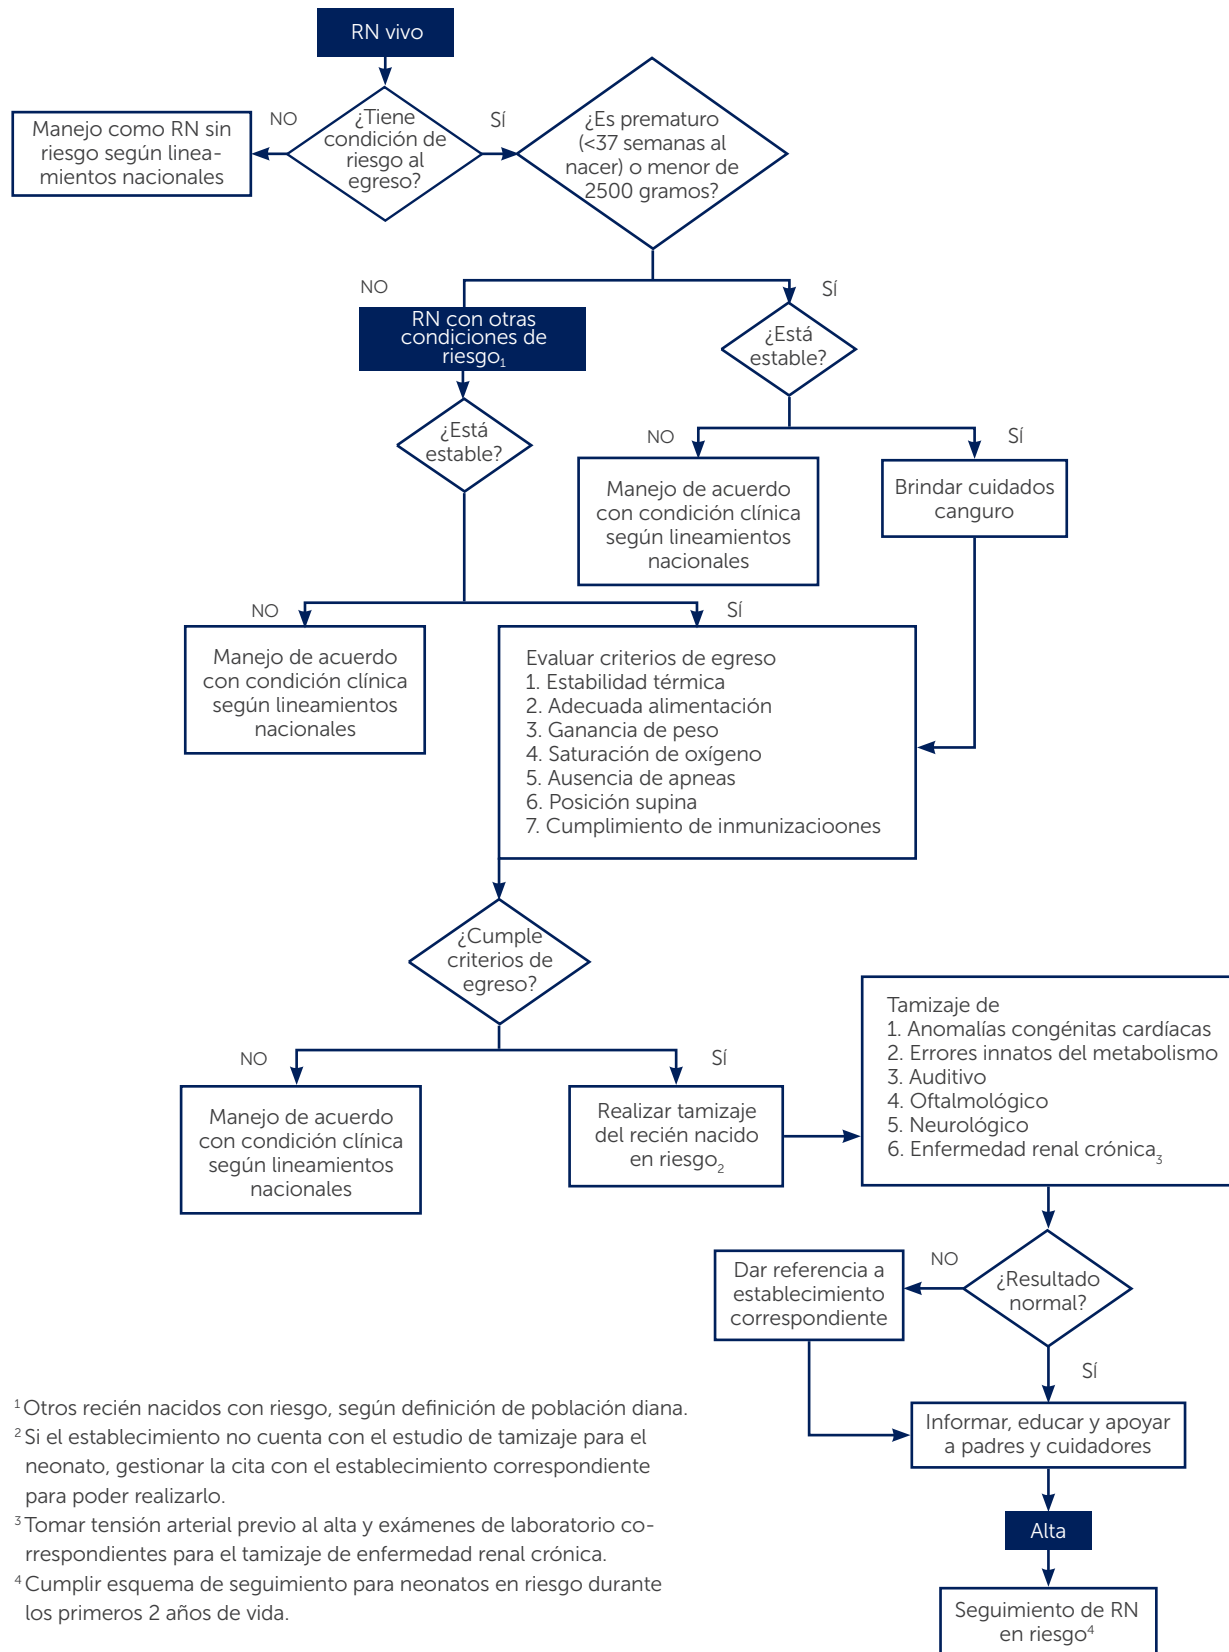 RN vivo
¿Tiene
condición de
riesgo al
egreso?
NO
SÍ
Manejo como RN sin
riesgo según linea-
mientos nacionales
¿Es prematuro
(<37 semanas al
nacer) o menor de
2500 gramos?
NO
SÍ
RN con otras
condiciones de
riesgo1
¿Está
estable?
¿Está
estable?
NO
SÍ
Manejo de acuerdo
con condición clínica
según lineamientos
nacionales
Brindar cuidados
canguro
NO
SÍ
Manejo de acuerdo
con condición clínica
según lineamientos
nacionales
Evaluar criterios de egreso
1. Estabilidad térmica
2. Adecuada alimentación
3. Ganancia de peso
4. Saturación de oxígeno
5. Ausencia de apneas
6. Posición supina
7. Cumplimiento de inmunizacioones
¿Cumple
criterios de
egreso?
NO
SÍ
Manejo de acuerdo
con condición clínica
según lineamientos
nacionales
Realizar tamizaje
del recién nacido
en riesgo2
Tamizaje de
1. Anomalías congénitas cardíacas
2. Errores innatos del metabolismo
3. Auditivo
4. Oftalmológico
5. Neurológico
6. Enfermedad renal crónica3
¿Resultado
normal?
NO
SÍ
Dar referencia a
establecimiento
correspondiente
Informar, educar y apoyar
a padres y cuidadores
Alta
Seguimiento de RN
en riesgo4
1 Otros recién nacidos con riesgo, según definición de población diana.
2 Si el establecimiento no cuenta con el estudio de tamizaje para el
neonato, gestionar la cita con el establecimiento correspondiente
para poder realizarlo.
3 Tomar tensión arterial previo al alta y exámenes de laboratorio co-
rrespondientes para el tamizaje de enfermedad renal crónica.
4 Cumplir esquema de seguimiento para neonatos en riesgo durante
los primeros 2 años de vida.